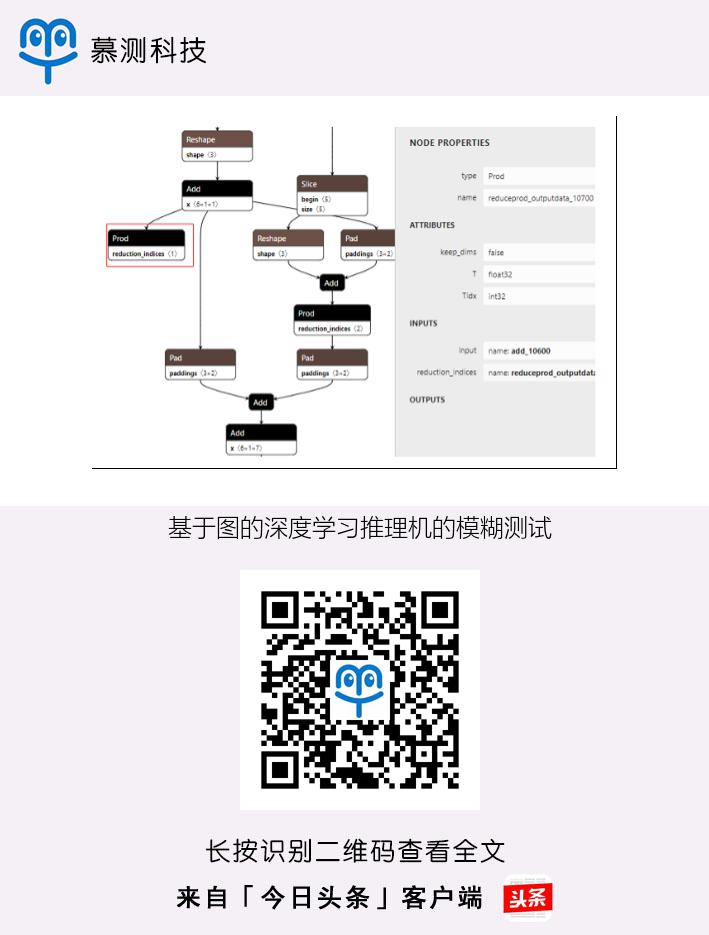 慕测科技
Reshape
shape ⟨3⟩
Add
x ⟨6×1×1⟩
Slice
begin ⟨5⟩
size ⟨5⟩
Prod
reduction_indices ⟨1⟩
Reshape
shape ⟨3⟩
Pad
paddings ⟨3×2⟩
Add
Prod
reduction_indices ⟨2⟩
Pad
paddings ⟨3×2⟩
Pad
paddings ⟨3×2⟩
Add
Add
x ⟨6×1×7⟩
NODE PROPERTIES
type Prod
name reduceprod_outputdata_10700
ATTRIBUTES
keep_dims false
T float32
Tidx int32
INPUTS
input name: add_10600
reduction_indices name: reduceprod_outputdata
OUTPUTS
基于图的深度学习推理机的模糊测试
长按识别二维码查看全文
来自「今日头条」客户端
头条